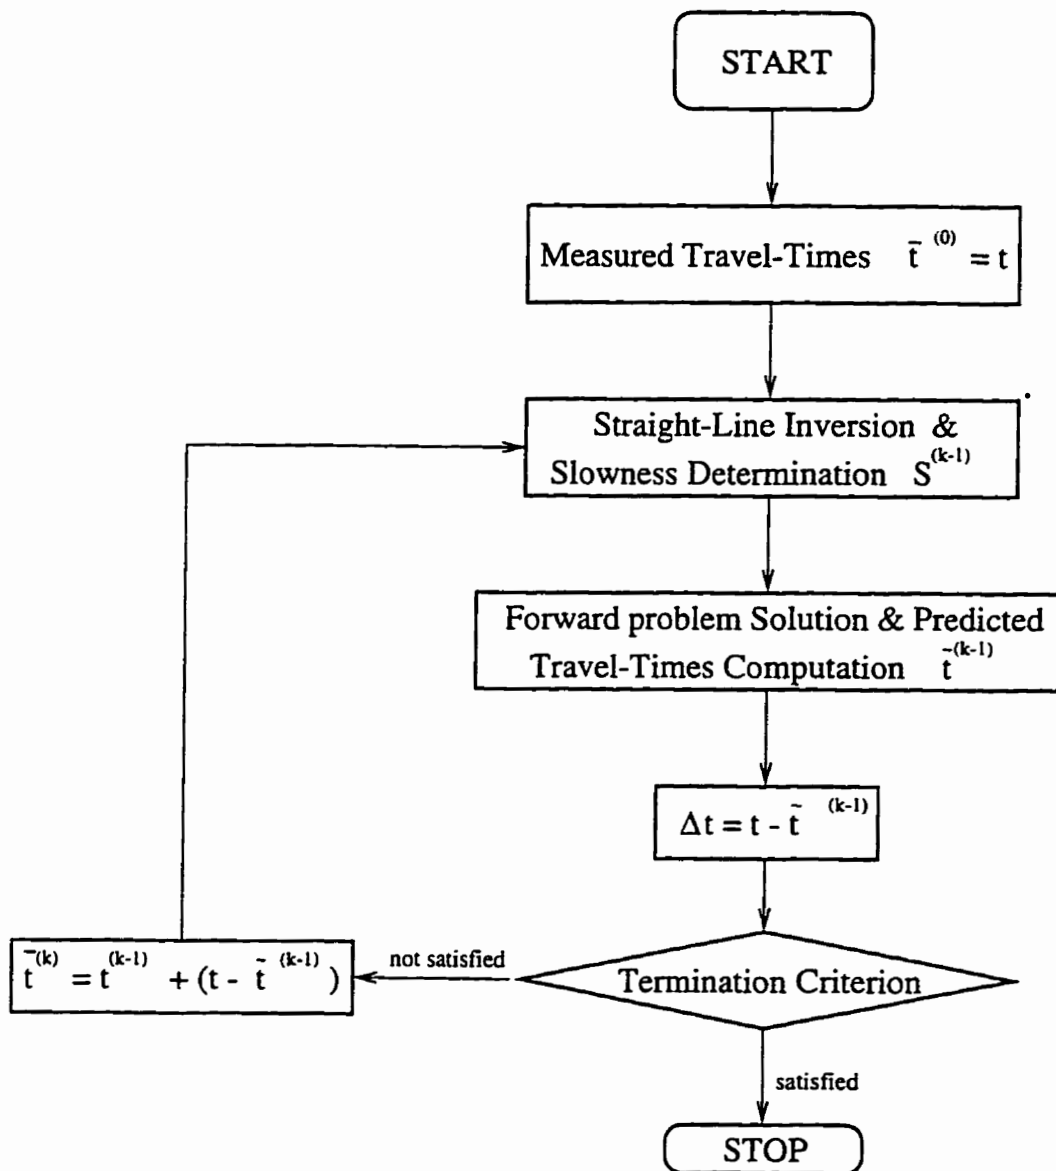 START
Measured Travel-Times t̄ (0) = t
Straight-Line Inversion &
Slowness Determination S(k-1)
Forward problem Solution & Predicted
Travel-Times Computation t̃(k-1)
Δt = t - t̃ (k-1)
t̄(k) = t(k-1) + (t - t̃ (k-1) )
not satisfied
Termination Criterion
satisfied
STOP